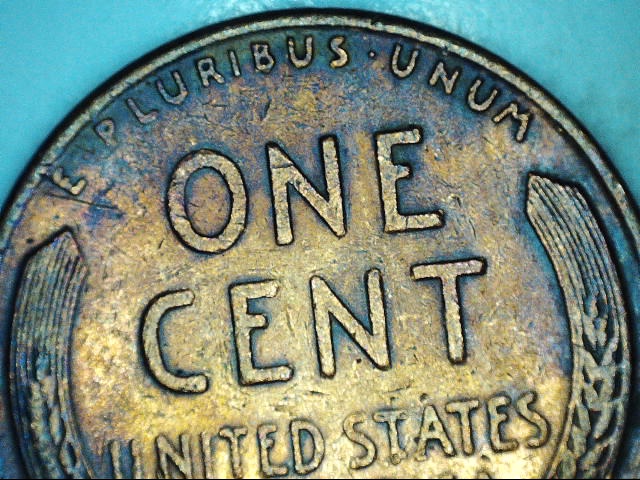 E PLURIBUS · UNUM
ONE
CENT
UNITED STATES